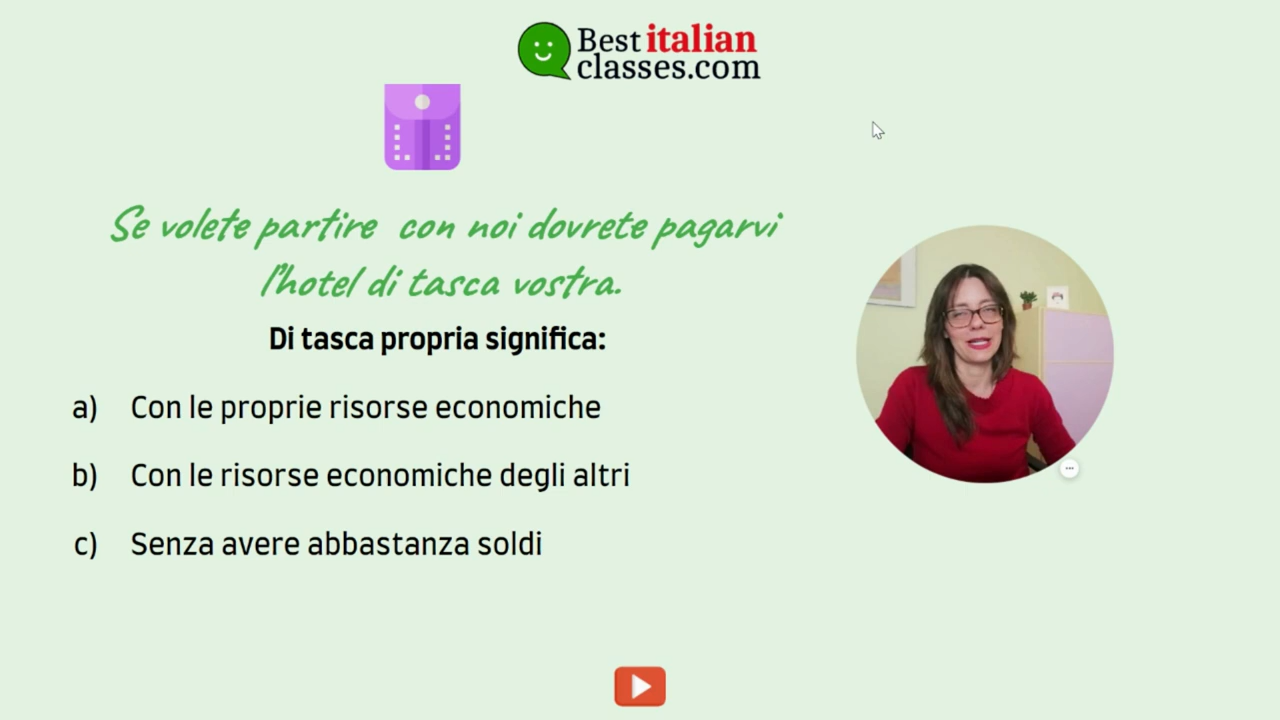 Best italian
classes.com
Se volete partire con noi dovrete pagarvi
l'hotel di tasca vostra.
Di tasca propria significa:
a) Con le proprie risorse economiche
b) Con le risorse economiche degli altri
c) Senza avere abbastanza soldi